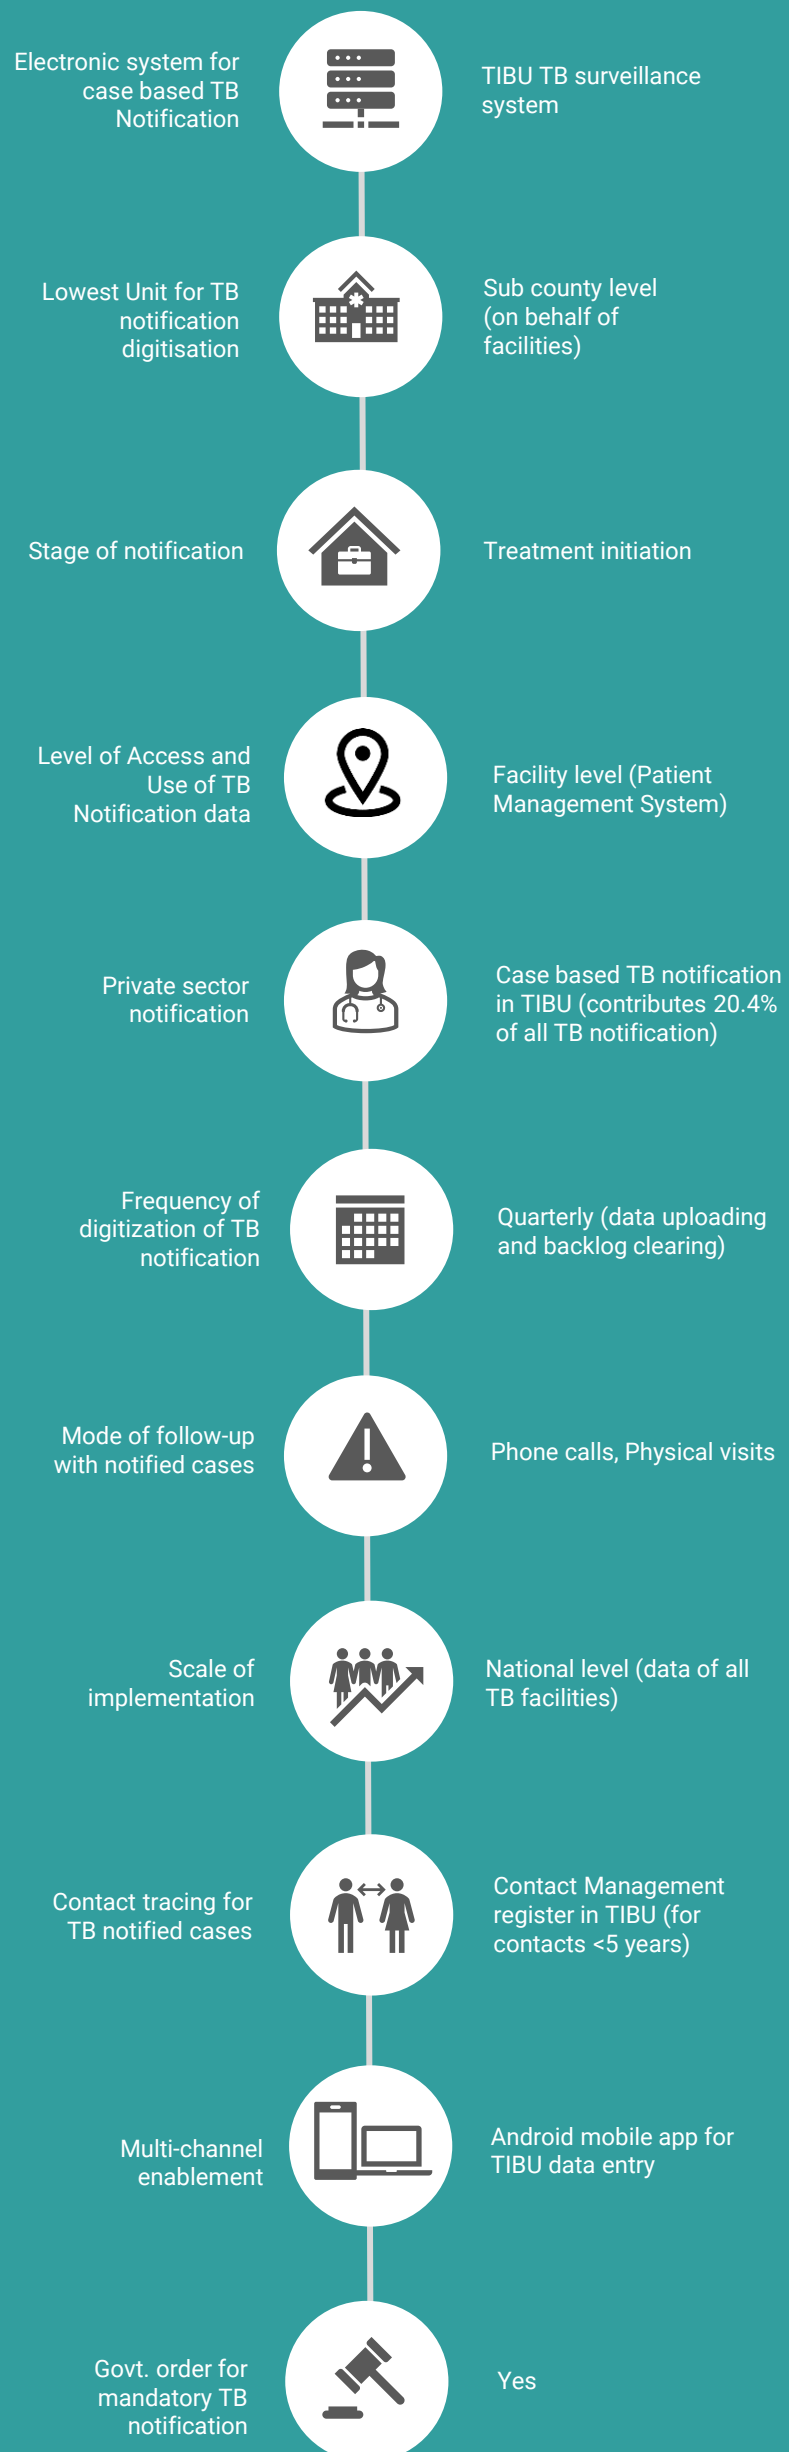 Electronic system for
case based TB
Notification
TIBU TB surveillance
system
Lowest Unit for TB
notification
digitisation
Sub county level
(on behalf of
facilities)
Stage of notification
Treatment initiation
Level of Access and
Use of TB
Notification data
Facility level (Patient
Management System)
Private sector
notification
Case based TB notification
in TIBU (contributes 20.4%
of all TB notification)
Frequency of
digitization of TB
notification
Quarterly (data uploading
and backlog clearing)
Mode of follow-up
with notified cases
Phone calls, Physical visits
Scale of
implementation
National level (data of all
TB facilities)
Contact tracing for
TB notified cases
Contact Management
register in TIBU (for
contacts <5 years)
Multi-channel
enablement
Android mobile app for
TIBU data entry
Govt. order for
mandatory TB
notification
Yes